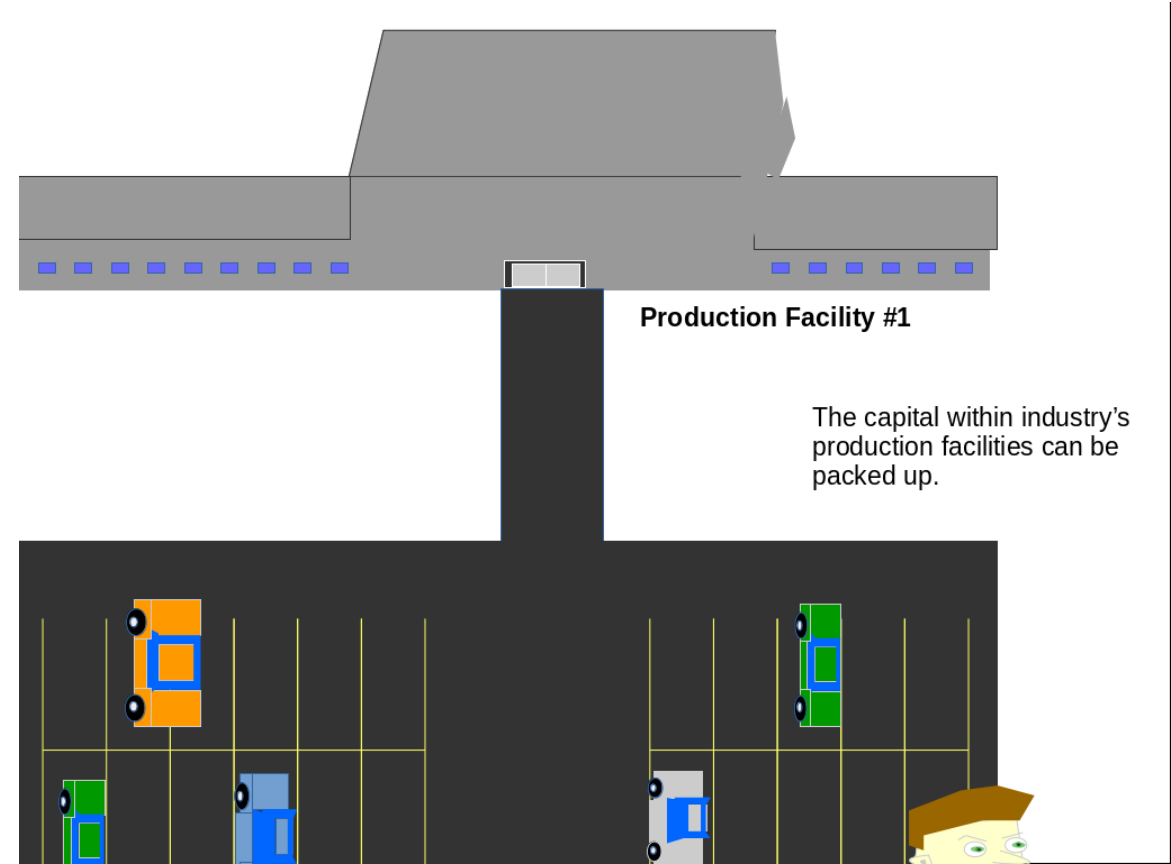 Production Facility #1
The capital within industry’s
production facilities can be
packed up.